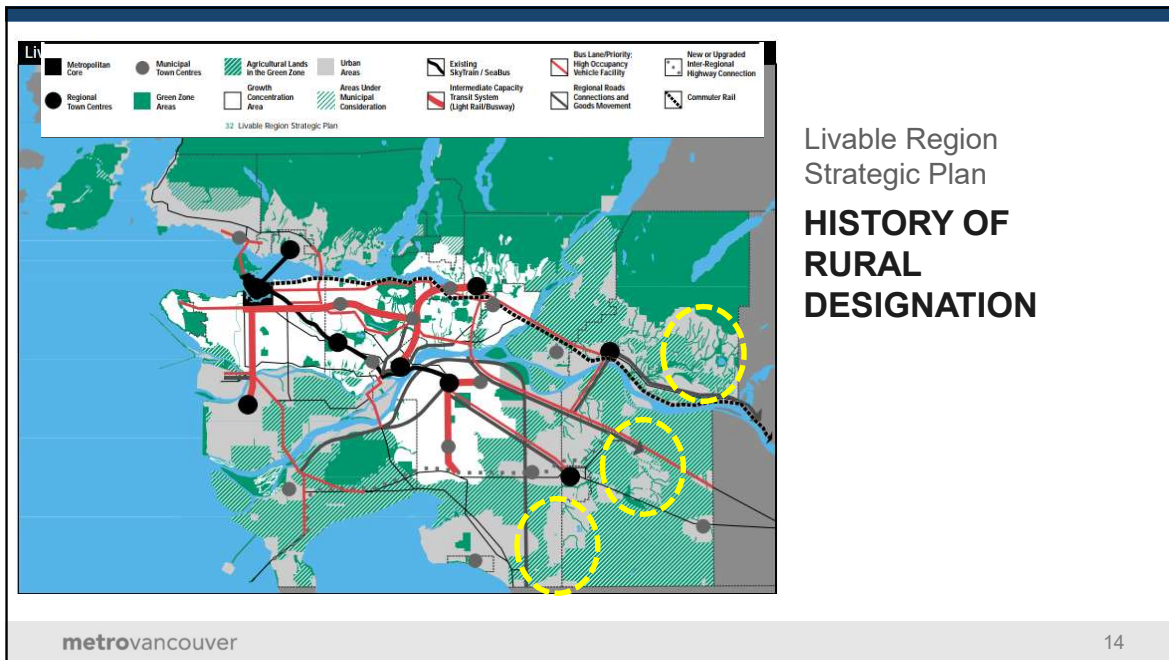 Liv
Metropolitan
Core
Municipal
Town Centres
Agricultural Lands
in the Green Zone
Urban
Areas
Existing
SkyTrain / SeaBus
Bus Lane/Priority:
High Occupancy
Vehicle Facility
New or Upgraded
Inter-Regional
Highway Connection
Regional
Town Centres
Green Zone
Areas
Growth
Concentration
Area
Areas Under
Municipal
Consideration
Intermediate Capacity
Transit System
(Light Rail/Busway)
Regional Roads
Connections and
Goods Movement
Commuter Rail
32 Livable Region Strategic Plan
Livable Region
Strategic Plan
HISTORY OF
RURAL
DESIGNATION
metrovancouver
14